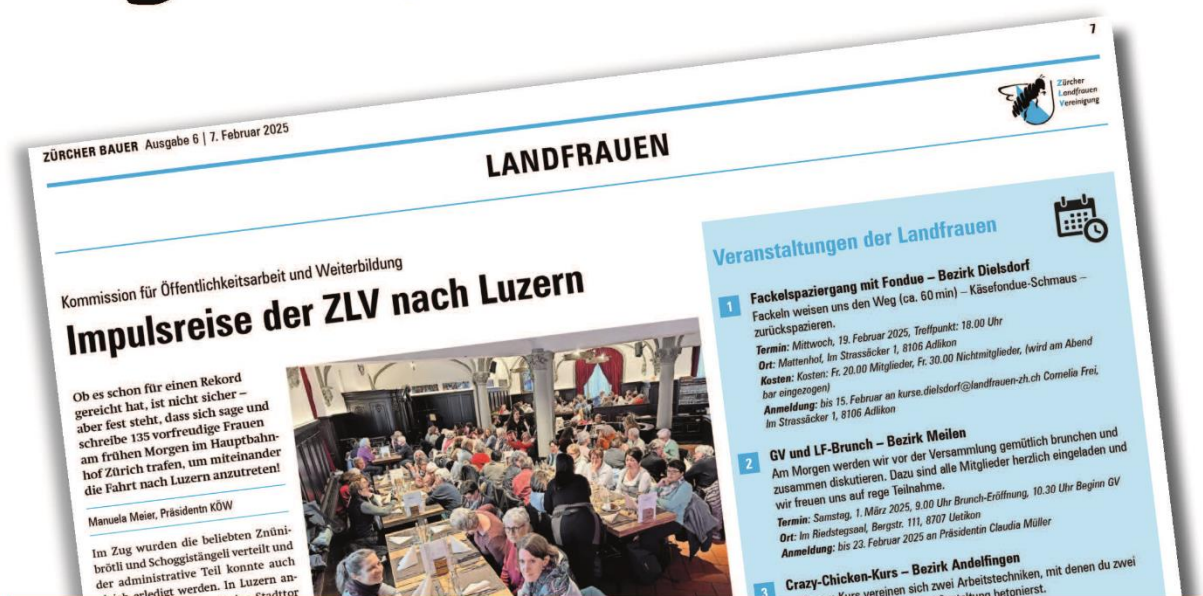 7
ZÜRCHER BAUER Ausgabe 6 | 7. Februar 2025
Zürcher
Landfrauen
Vereinigung
LANDFRAUEN
Kommission für Öffentlichkeitsarbeit und Weiterbildung
Impulsreise der ZLV nach Luzern
Ob es schon für einen Rekord
gereicht hat, ist nicht sicher –
aber fest steht, dass sich sage und
schreibe 135 vorfreudige Frauen
am frühen Morgen im Hauptbahn-
hof Zürich trafen, um miteinander
die Fahrt nach Luzern anzutreten!
Manuela Meier, Präsidentin KÖW
Im Zug wurden die beliebten Znüni-
brötli und Schoggistängeli verteilt und
der administrative Teil konnte auch
erledigt werden. In Luzern an-
Stadttor
Veranstaltungen der Landfrauen
1 Fackelspaziergang mit Fondue – Bezirk Dielsdorf
Fackeln weisen uns den Weg (ca. 60 min) – Käsefondue-Schmaus –
zurückspazieren.
Termin: Mittwoch, 19. Februar 2025, Treffpunkt: 18.00 Uhr
Ort: Mattenhof, Im Strassäcker 1, 8106 Adlikon
Kosten: Kosten: Fr. 20.00 Mitglieder, Fr. 30.00 Nichtmitglieder, (wird am Abend
bar eingezogen)
Anmeldung: bis 15. Februar an kurse.dielsdorf@landfrauen-zh.ch Cornelia Frei,
Im Strassäcker 1, 8106 Adlikon
2 GV und LF-Brunch – Bezirk Meilen
Am Morgen werden wir vor der Versammlung gemütlich brunchen und
zusammen diskutieren. Dazu sind alle Mitglieder herzlich eingeladen und
wir freuen uns auf rege Teilnahme.
Termin: Samstag, 1. März 2025, 9.00 Uhr Brunch-Eröffnung, 10.30 Uhr Beginn GV
Ort: Im Riedstegsaal, Bergstr. 111, 8707 Uetikon
Anmeldung: bis 23. Februar 2025 an Präsidentin Claudia Müller
3 Crazy-Chicken-Kurs – Bezirk Andelfingen
Kurs vereinen sich zwei Arbeitstechniken, mit denen du zwei
betonierst.